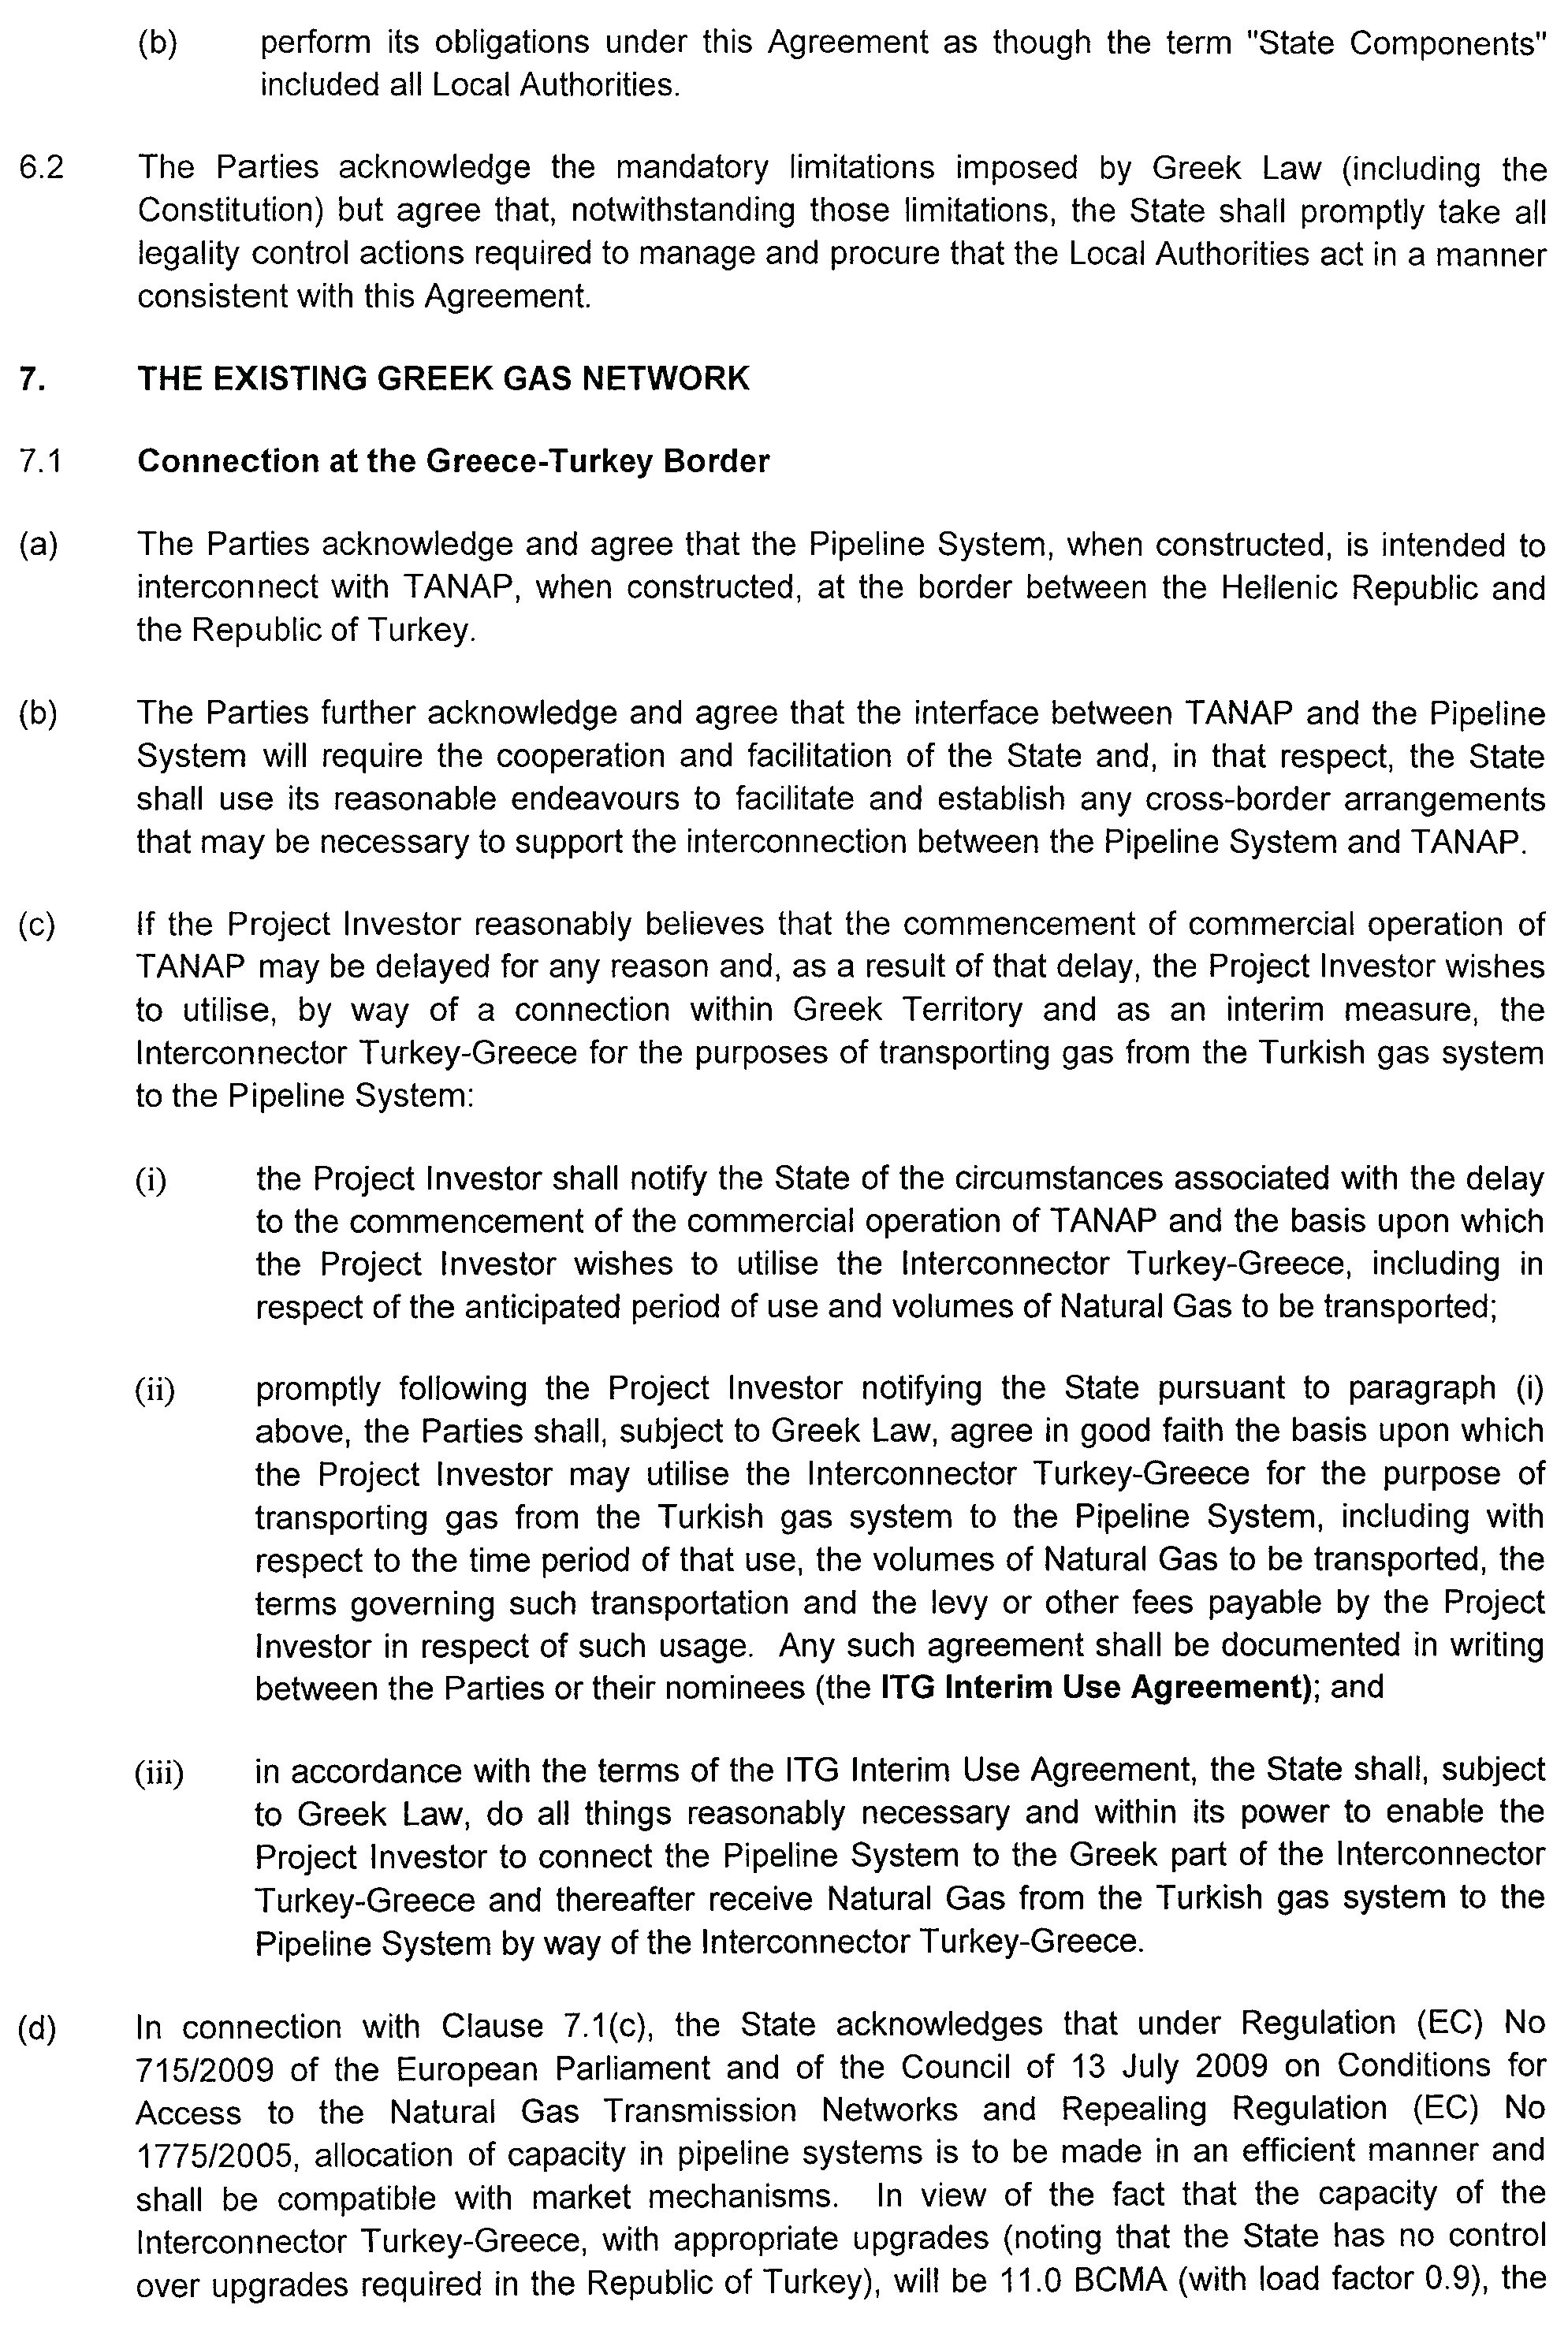 (b) perform its obligations under this Agreement as though the term "State Components"
included all Local Authorities.
6.2 The Parties acknowledge the mandatory limitations imposed by Greek Law (including the
Constitution) but agree that, notwithstanding those limitations, the State shall promptly take all
legality control actions required to manage and procure that the Local Authorities act in a manner
consistent with this Agreement.
7. THE EXISTING GREEK GAS NETWORK
7.1 Connection at the Greece-Turkey Border
(a) The Parties acknowledge and agree that the Pipeline System, when constructed, is intended to
interconnect with TANAP, when constructed, at the border between the Hellenic Republic and
the Republic of Turkey.
(b) The Parties further acknowledge and agree that the interface between TANAP and the Pipeline
System will require the cooperation and facilitation of the State and, in that respect, the State
shall use its reasonable endeavours to facilitate and establish any cross-border arrangements
that may be necessary to support the interconnection between the Pipeline System and TANAP.
(c) If the Project Investor reasonably believes that the commencement of commercial operation of
TANAP may be delayed for any reason and, as a result of that delay, the Project Investor wishes
to utilise, by way of a connection within Greek Territory and as an interim measure, the
Interconnector Turkey-Greece for the purposes of transporting gas from the Turkish gas system
to the Pipeline System:
(i) the Project Investor shall notify the State of the circumstances associated with the delay
to the commencement of the commercial operation of TANAP and the basis upon which
the Project Investor wishes to utilise the Interconnector Turkey-Greece, including in
respect of the anticipated period of use and volumes of Natural Gas to be transported;
(ii) promptly following the Project Investor notifying the State pursuant to paragraph (i)
above, the Parties shall, subject to Greek Law, agree in good faith the basis upon which
the Project Investor may utilise the Interconnector Turkey-Greece for the purpose of
transporting gas from the Turkish gas system to the Pipeline System, including with
respect to the time period of that use, the volumes of Natural Gas to be transported, the
terms governing such transportation and the levy or other fees payable by the Project
Investor in respect of such usage. Any such agreement shall be documented in writing
between the Parties or their nominees (the ITG Interim Use Agreement); and
(iii) in accordance with the terms of the ITG Interim Use Agreement, the State shall, subject
to Greek Law, do all things reasonably necessary and within its power to enable the
Project Investor to connect the Pipeline System to the Greek part of the Interconnector
Turkey-Greece and thereafter receive Natural Gas from the Turkish gas system to the
Pipeline System by way of the Interconnector Turkey-Greece.
(d) In connection with Clause 7.1(c), the State acknowledges that under Regulation (EC) No
715/2009 of the European Parliament and of the Council of 13 July 2009 on Conditions for
Access to the Natural Gas Transmission Networks and Repealing Regulation (EC) No
1775/2005, allocation of capacity in pipeline systems is to be made in an efficient manner and
shall be compatible with market mechanisms. In view of the fact that the capacity of the
Interconnector Turkey-Greece, with appropriate upgrades (noting that the State has no control
over upgrades required in the Republic of Turkey), will be 11.0 BCMA (with load factor 0.9), the